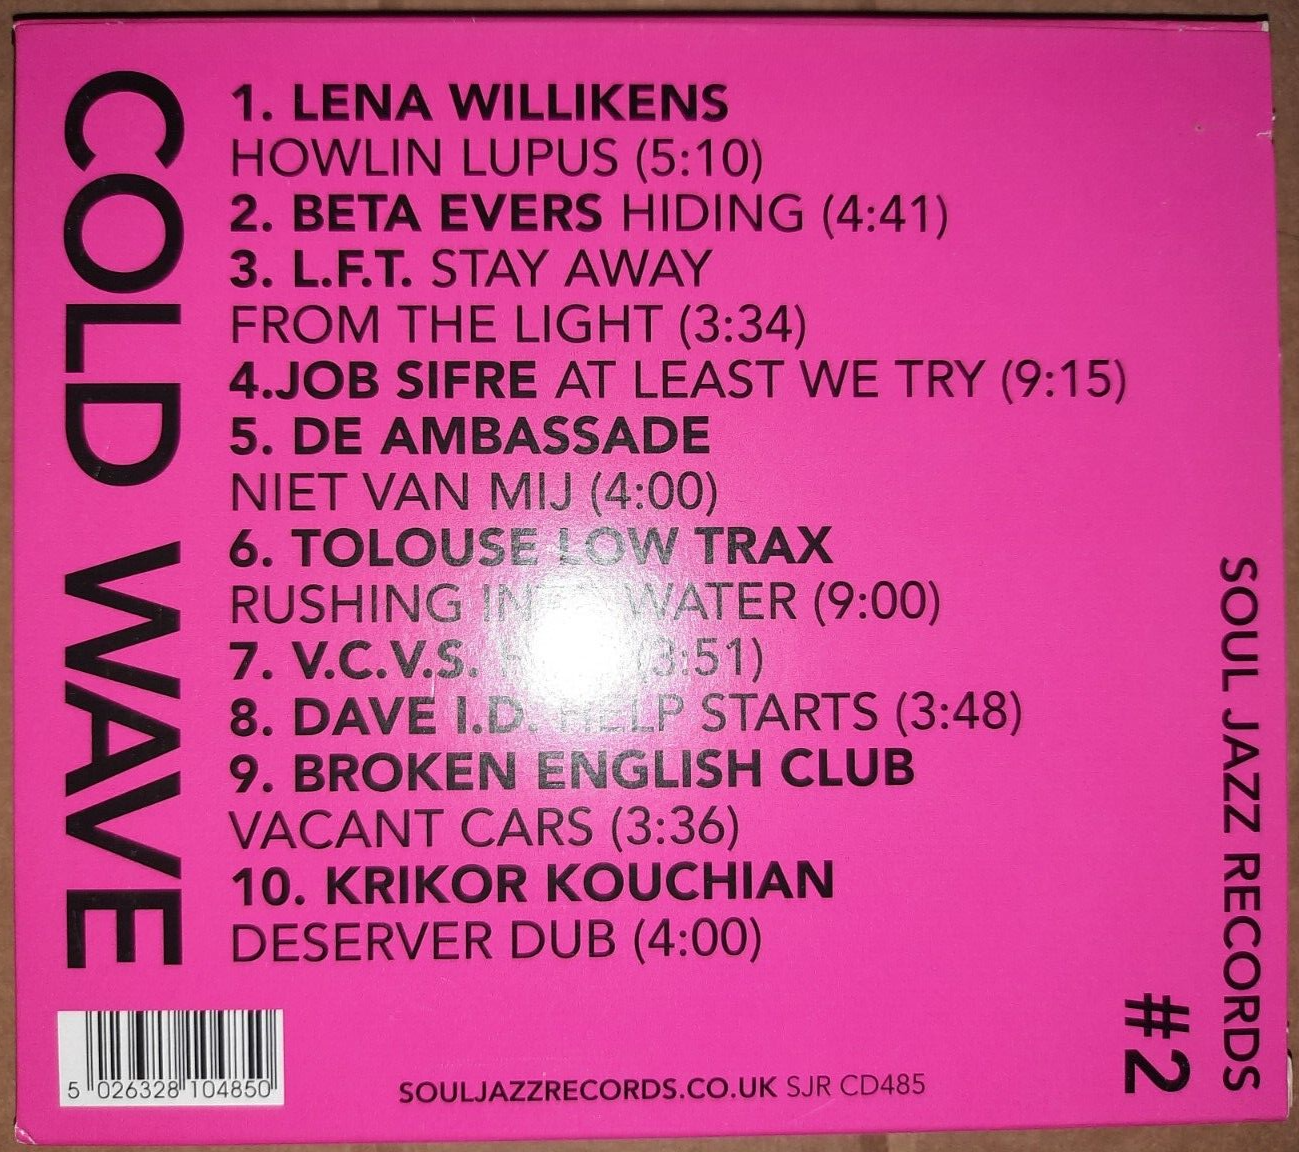 COLD WAVE
1. LENA WILLIKENS
HOWLIN LUPUS (5:10)
2. BETA EVERS HIDING (4:41)
3. L.F.T. STAY AWAY
FROM THE LIGHT (3:34)
4.JOB SIFRE AT LEAST WE TRY (9:15)
5. DE AMBASSADE
NIET VAN MIJ (4:00)
6. TOLOUSE LOW TRAX
RUSHING INTO WATER (9:00)
7. V.C.V.S. (3:51)
8. DAVE I.D. HELP STARTS (3:48)
9. BROKEN ENGLISH CLUB
VACANT CARS (3:36)
10. KRIKOR KOUCHIAN
DESERVER DUB (4:00)
SOUL JAZZ RECORDS
#2
5 026328 104850
SOULJAZZRECORDS.CO.UK SJR CD485